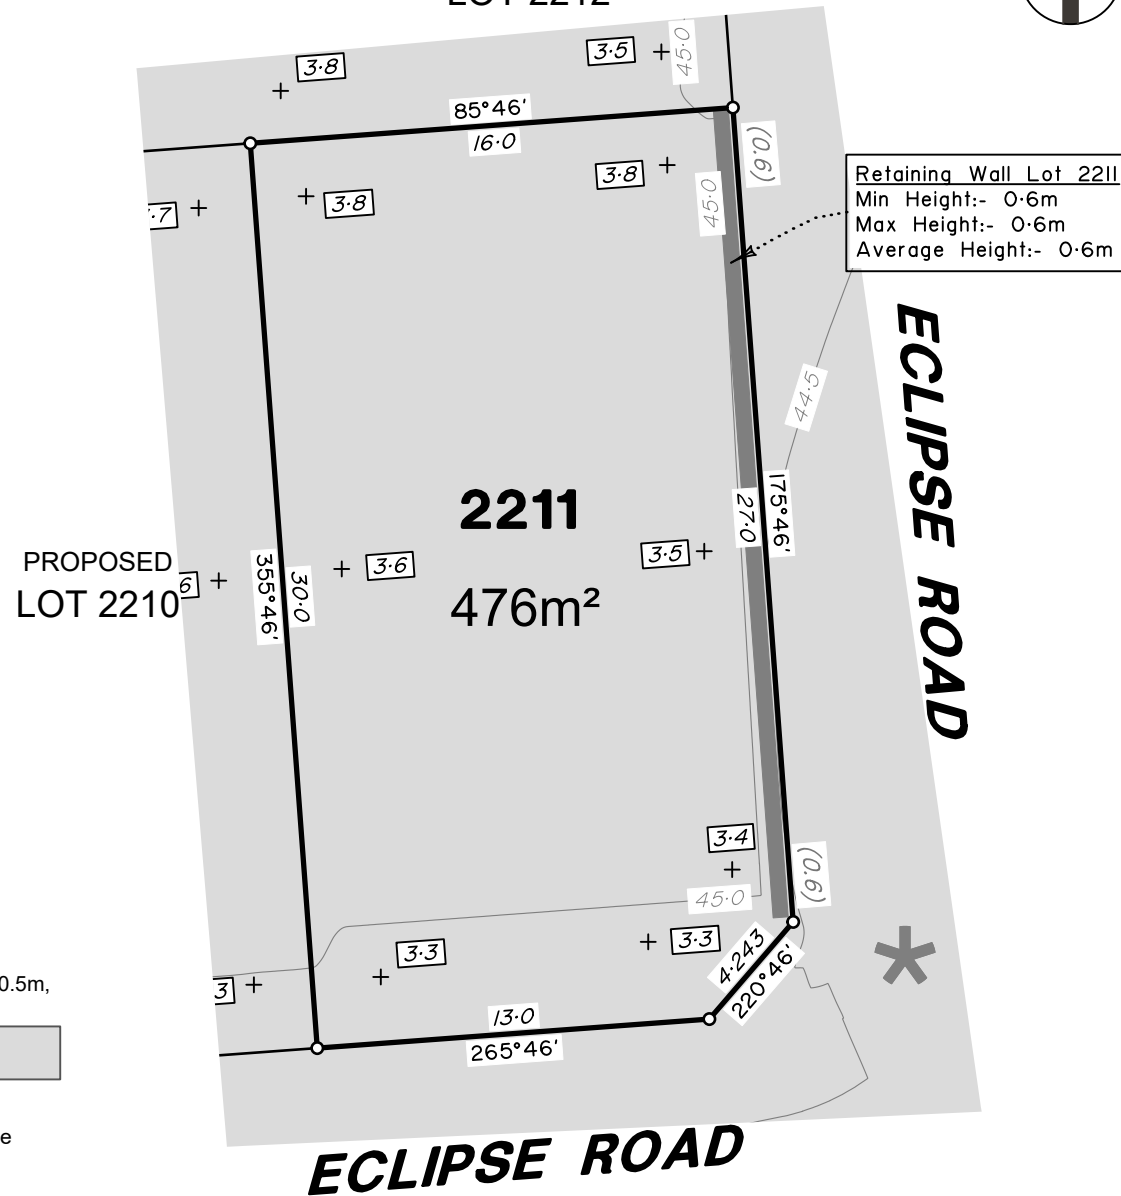 3·8
3·5
45·0
85°46'
16·0
(0.6)
3·8
3·8
45·0
Retaining Wall Lot 2211
Min Height:- 0·6m
Max Height:- 0·6m
Average Height:- 0·6m
ECLIPSE ROAD
44·5
2211
476m²
27·0
175°46'
3·5
3·6
355°46'
30·0
PROPOSED
LOT 2210
6
3·4
(0.6)
45·0
3·3
3·3
3
4·243
220°46'
0.5m,
13·0
265°46'
e
ECLIPSE ROAD